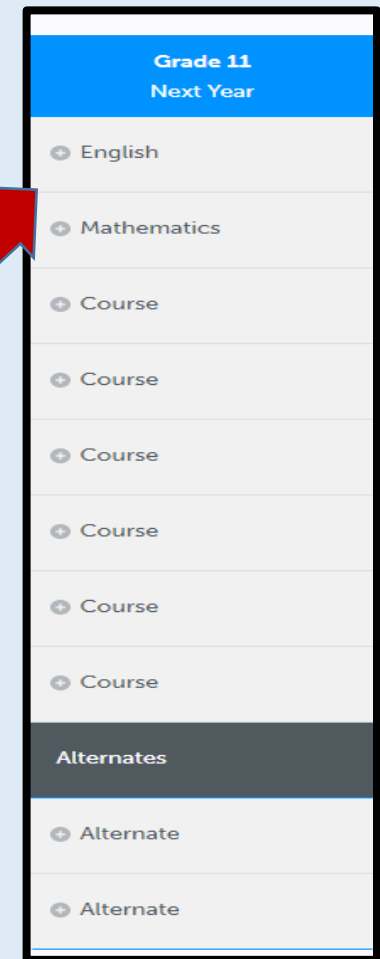 Grade 11
Next Year
English
Mathematics
Course
Course
Course
Course
Course
Course
Alternates
Alternate
Alternate